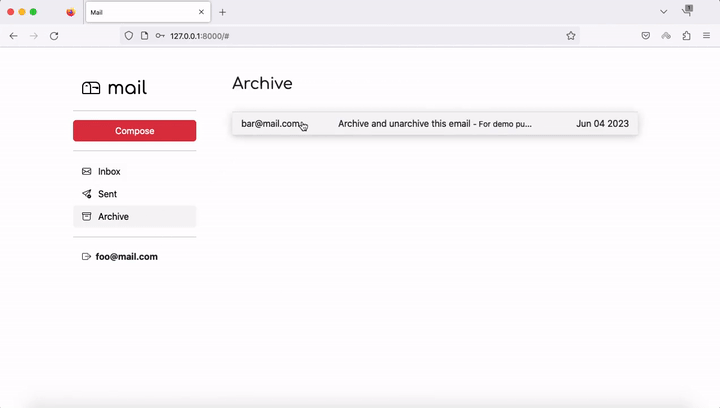 Mail
127.0.0.1:8000/#
mail
Archive
Compose
bar@mail.com
Archive and unarchive this email - For demo pu...
Jun 04 2023
Inbox
Sent
Archive
foo@mail.com